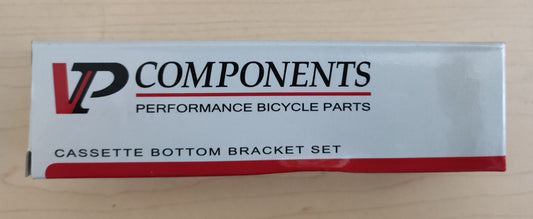 VP COMPONENTS
PERFORMANCE BICYCLE PARTS
CASSETTE BOTTOM BRACKET SET